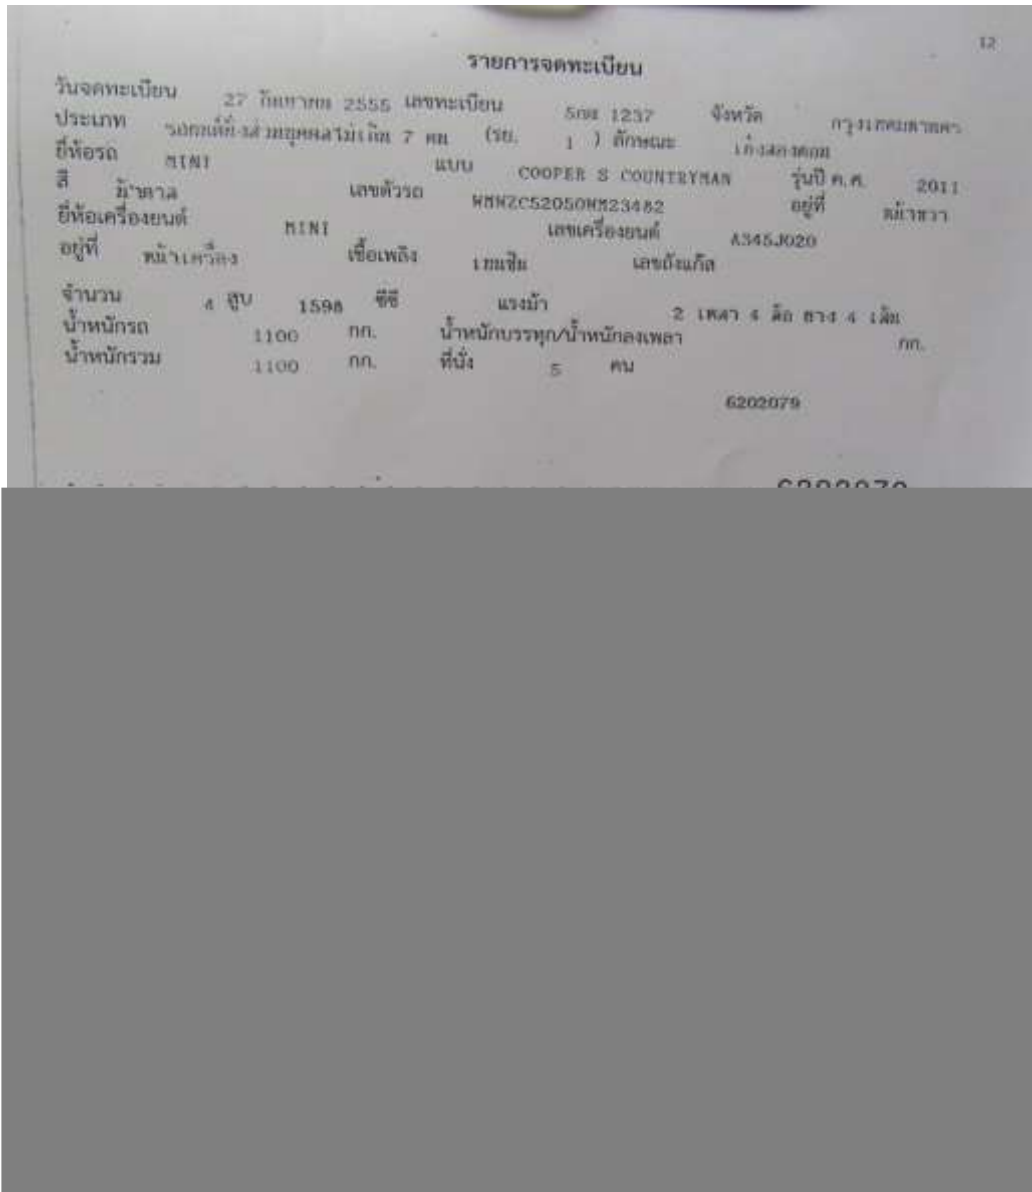 12
รายการจดทะเบียน
วันจดทะเบียน 27 กันยายน 2555 เลขทะเบียน 1237 จังหวัด กรุงเทพมหานคร
ประเภท รถยนต์นั่งส่วนบุคคลไม่เกิน 7 คน (รย. 1 ) ลักษณะ เก๋งสองตอน
ยี่ห้อรถ MINI แบบ COOPER S COUNTRYMAN รุ่นปี ค.ศ. 2011
สี น้ำตาล เลขตัวรถ WMWZC52050WM23482 อยู่ที่ หน้าขวา
ยี่ห้อเครื่องยนต์ MINI เลขเครื่องยนต์ A345J020
อยู่ที่ หน้าเครื่อง เชื้อเพลิง เบนซิน เลขถังแก๊ส
จำนวน 4 สูบ 1598 ซีซี แรงม้า 2 เพลา 4 ล้อ ยาง 4 เส้น
น้ำหนักรถ 1100 กก. น้ำหนักบรรทุก/น้ำหนักลงเพลา กก.
น้ำหนักรวม 1100 กก. ที่นั่ง 5 คน
6202079